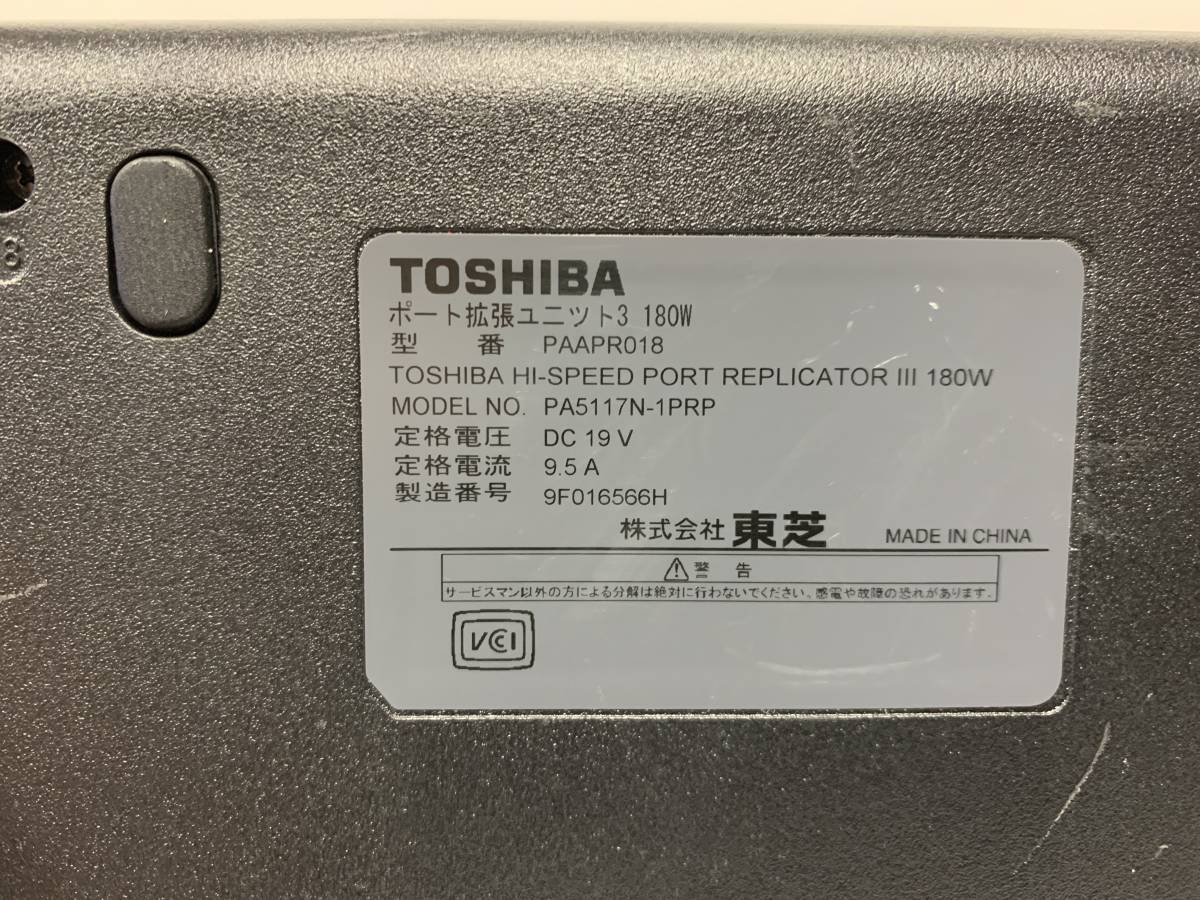 8
TOSHIBA
ポート拡張ユニット3 180W
型 番 PAAPR018
TOSHIBA HI-SPEED PORT REPLICATOR III 180W
MODEL NO. PA5117N-1PRP
定格電圧 DC 19 V
定格電流 9.5 A
製造番号 9F016566H
株式会社 東芝 MADE IN CHINA
⚠ 警 告
サービスマン以外の方による分解は絶対に行わないでください。感電や故障の恐れがあります。
VCCI